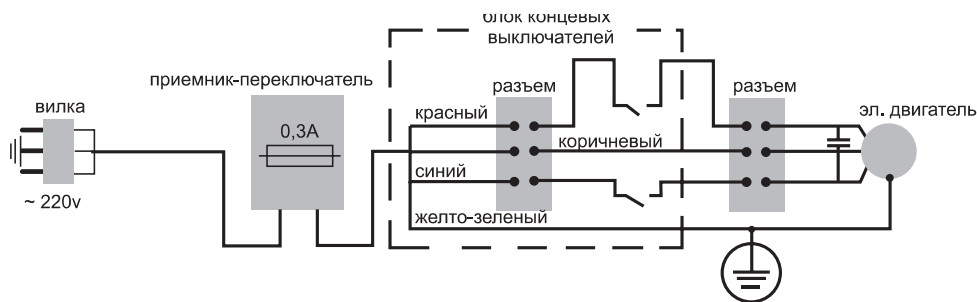 блок концевых
выключателей
приемник-переключатель
разъем
разъем
вилка
красный
эл. двигатель
0,3А
коричневый
синий
~ 220v
желто-зеленый